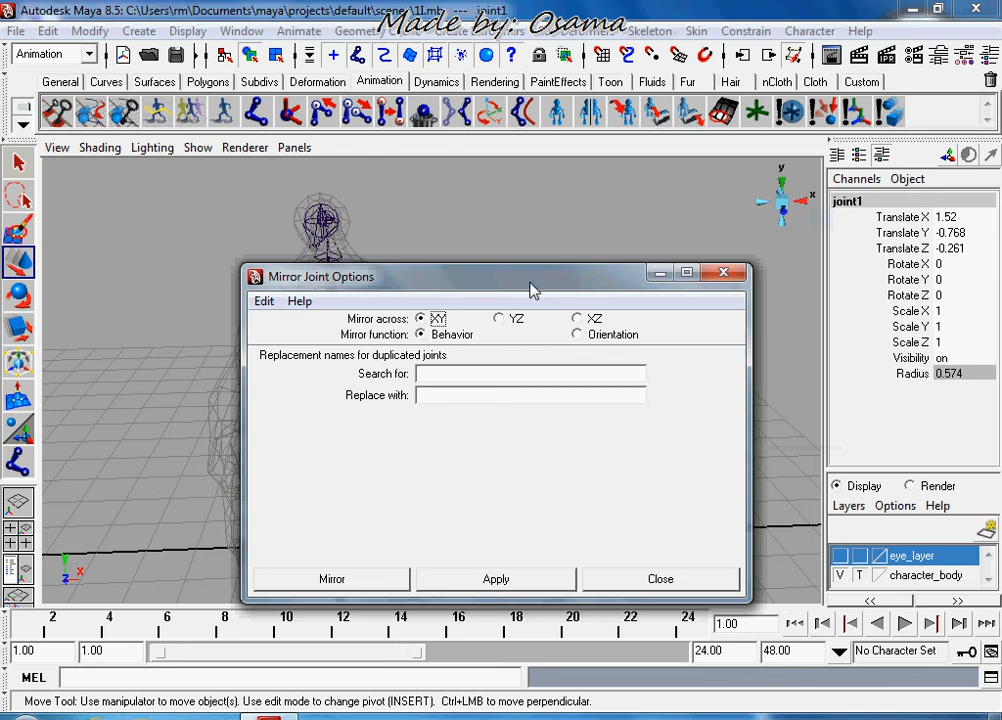 Autodesk Maya 8.5: C:\Users\rm\Documents\maya\projects\default\scene
1I.mb --- joint1
Made by: Osama
File Edit Modify Create Display Window Assets Animate Geometry
Skeleton Skin Constrain Character Help
Animation
General Curves Surfaces Polygons Subdivs Deformation Animation Dynamics Rendering PaintEffects Toon Fluids Fur Hair nCloth Cloth Custom
View Shading Lighting Show Renderer Panels
Channels Object
joint1
Translate X 1.52
Translate Y -0.768
Translate Z -0.261
Rotate X 0
Rotate Y 0
Rotate Z 0
Scale X 1
Scale Y 1
Scale Z 1
Visibility on
Radius 0.574
y
x
Mirror Joint Options
Edit Help
Mirror across: XY YZ XZ
Mirror function: Behavior Orientation
Replacement names for duplicated joints
Search for:
Replace with:
Mirror Apply Close
Display Render
Layers Options Help
eye_layer
V T character_body
<< >>
y
z x
2 4 6 8 10 12 14 16 18 20 22 24
1.00
1.00 1.00 24.00 48.00 No Character Set
MEL
Move Tool: Use manipulator to move object(s). Use edit mode to change pivot (INSERT). Ctrl+LMB to move perpendicular.